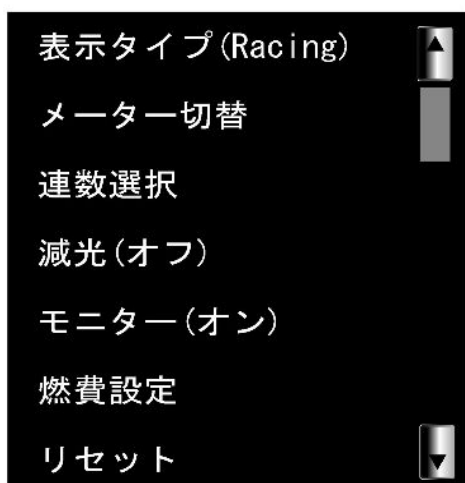 表示タイプ(Racing)
メーター切替
連数選択
減光(オフ)
モニター(オン)
燃費設定
リセット